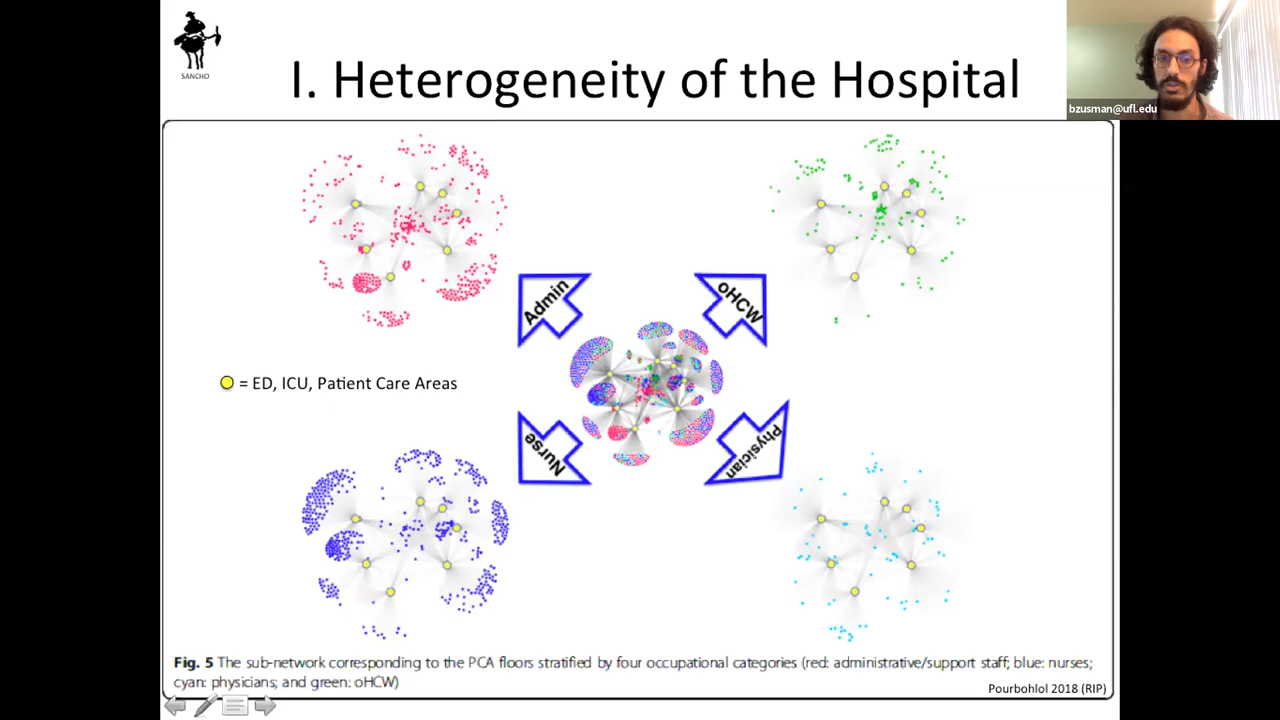 SANCHO
I. Heterogeneity of the Hospital
bzusman@ufl.edu
Admin
oHCW
= ED, ICU, Patient Care Areas
Nurse
Physician
Fig. 5 The sub-network corresponding to the PCA floors stratified by four occupational categories (red: administrative/support staff; blue: nurses;
cyan: physicians; and green: oHCW)
Pourbohlol 2018 (RIP)